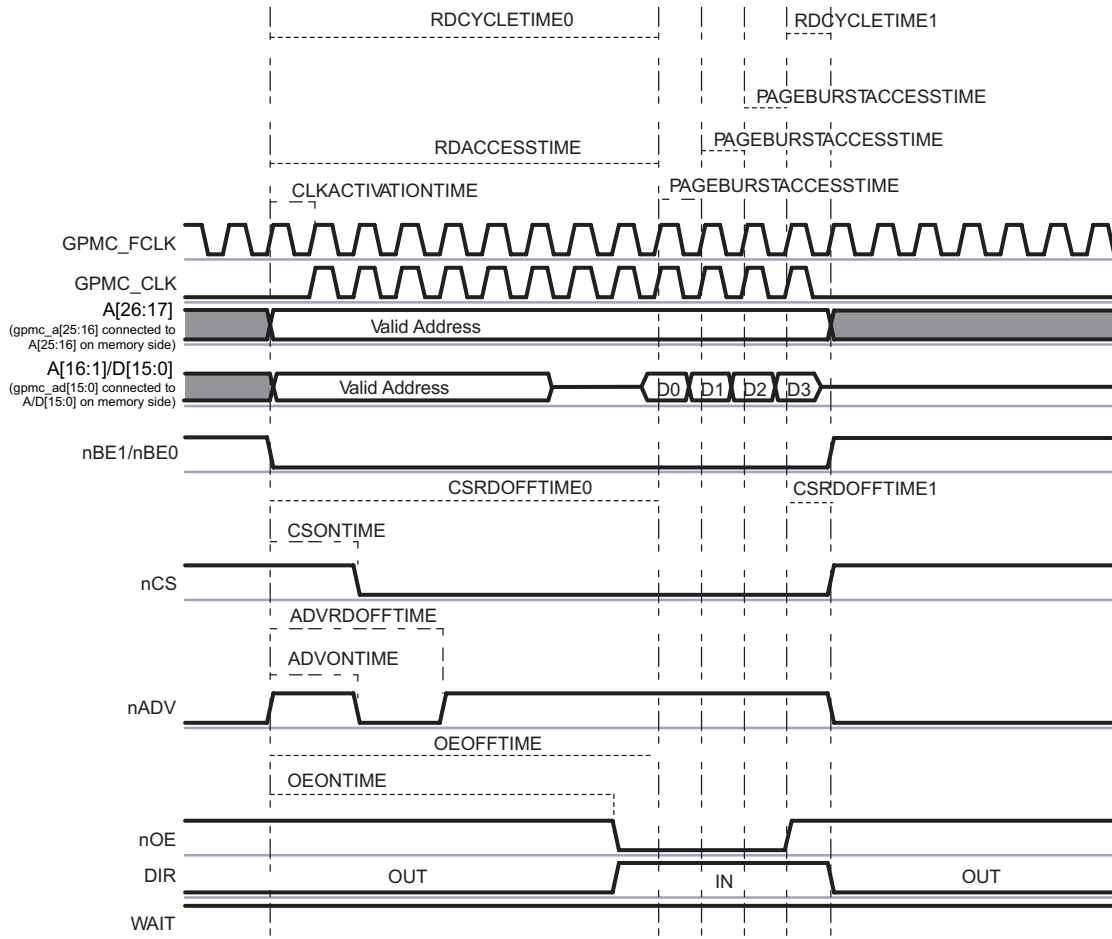 RDCYCLETIME0
RDCYCLETIME1
PAGEBURSTACCESSTIME
PAGEBURSTACCESSTIME
RDACCESSTIME
PAGEBURSTACCESSTIME
CLKACTIVATIONTIME
GPMC_FCLK
GPMC_CLK
A[26:17]
(gpmc_a[25:16] connected to
A[25:16] on memory side)
Valid Address
A[16:1]/D[15:0]
(gpmc_ad[15:0] connected to
A/D[15:0] on memory side)
Valid Address
D0 D1 D2 D3
nBE1/nBE0
CSRDOFFTIME0
CSRDOFFTIME1
CSONTIME
nCS
ADVRDOFFTIME
ADVONTIME
nADV
OEOFFTIME
OEONTIME
nOE
DIR
OUT IN OUT
WAIT